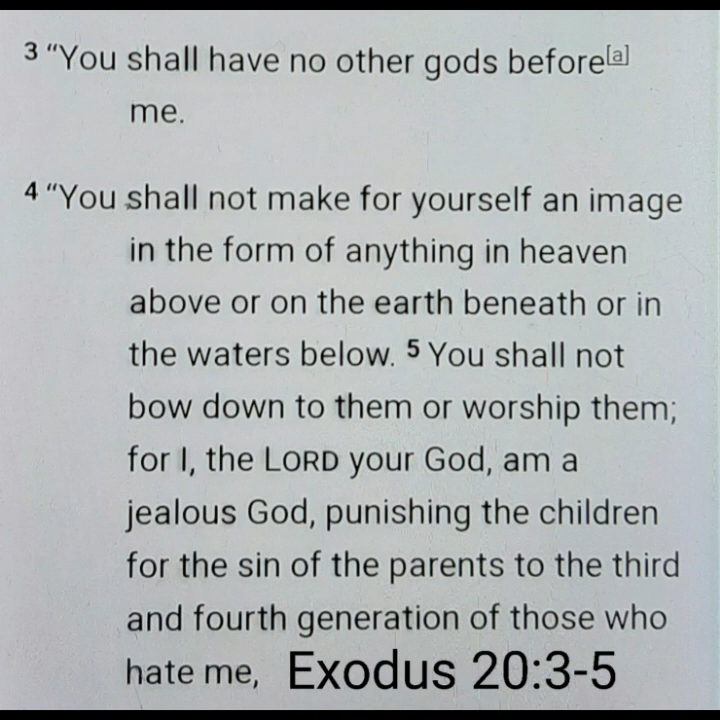 3 “You shall have no other gods before[a]
me.
4 “You shall not make for yourself an image
in the form of anything in heaven
above or on the earth beneath or in
the waters below. 5 You shall not
bow down to them or worship them;
for I, the LORD your God, am a
jealous God, punishing the children
for the sin of the parents to the third
and fourth generation of those who
hate me, Exodus 20:3-5